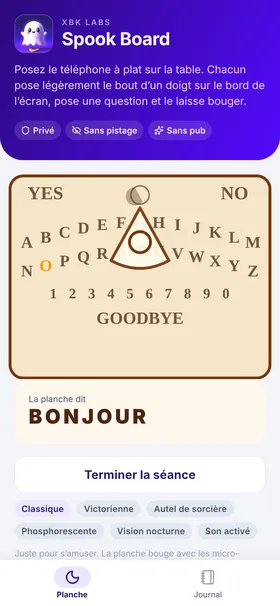 XBK LABS
Spook Board
Posez le téléphone à plat sur la table. Chacun
pose légèrement le bout d'un doigt sur le bord de
l'écran, pose une question et le laisse bouger.
Privé Sans pistage Sans pub
YES NO
A B C D E F H I J K L M
N O P Q R V W X Y Z
1 2 3 4 5 6 7 8 9 0
GOODBYE
La planche dit
BONJOUR
Terminer la séance
Classique Victorienne Autel de sorcière
Phosphorescente Vision nocturne Son activé
Juste pour s'amuser. La planche bouge avec les micro-
Planche Journal